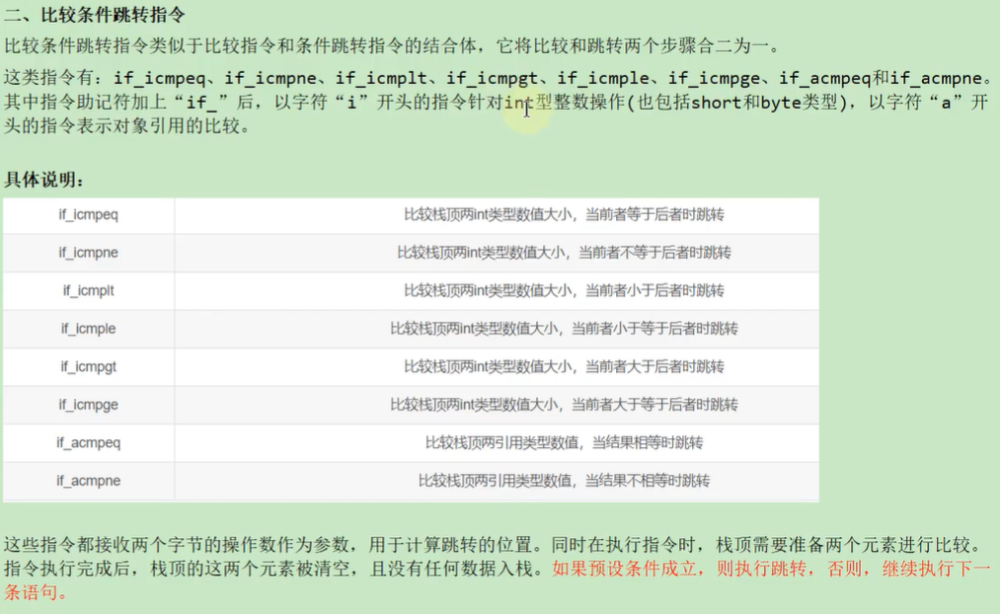 二、比较条件跳转指令
比较条件跳转指令类似于比较指令和条件跳转指令的结合体，它将比较和跳转两个步骤合二为一。
这类指令有：if_icmpeq、if_icmpne、if_icmplt、if_icmpgt、if_icmple、if_icmpge、if_acmpeq和if_acmpne。
其中指令助记符加上“if_”后，以字符“i”开头的指令针对int型整数操作(也包括short和byte类型)，以字符“a”开
头的指令表示对象引用的比较。
具体说明：
if_icmpeq 比较栈顶两int类型数值大小，当前者等于后者时跳转
if_icmpne 比较栈顶两int类型数值大小，当前者不等于后者时跳转
if_icmplt 比较栈顶两int类型数值大小，当前者小于后者时跳转
if_icmple 比较栈顶两int类型数值大小，当前者小于等于后者时跳转
if_icmpgt 比较栈顶两int类型数值大小，当前者大于后者时跳转
if_icmpge 比较栈顶两int类型数值大小，当前者大于等于后者时跳转
if_acmpeq 比较栈顶两引用类型数值，当结果相等时跳转
if_acmpne 比较栈顶两引用类型数值，当结果不相等时跳转
这些指令都接收两个字节的操作数作为参数，用于计算跳转的位置。同时在执行指令时，栈顶需要准备两个元素进行比较。
指令执行完成后，栈顶的这两个元素被清空，且没有任何数据入栈。如果预设条件成立，则执行跳转，否则，继续执行下一
条语句。